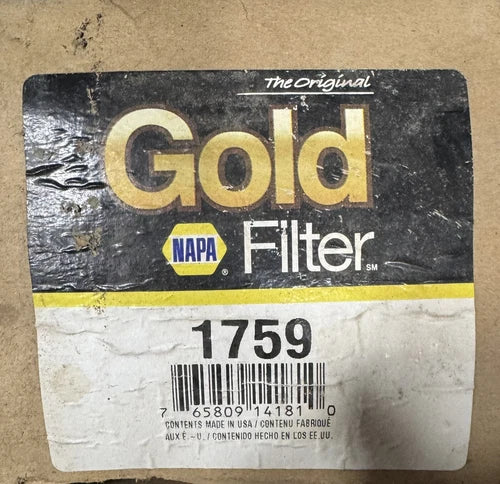 The Original
Gold
NAPA ® Filter SM
1759
7 65809 14181 0
CONTENTS MADE IN USA / CONTENU FABRIQUÉ
AUX É.-U. / CONTENIDO HECHO EN LOS EE.UU.